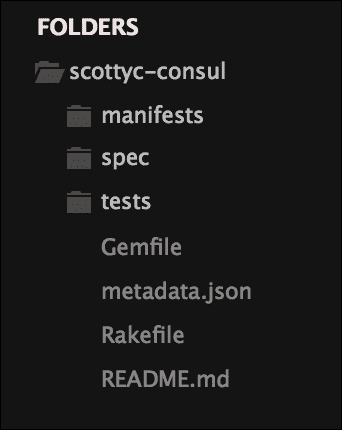 FOLDERS
scottyc-consul
manifests
spec
tests
Gemfile
metadata.json
Rakefile
README.md